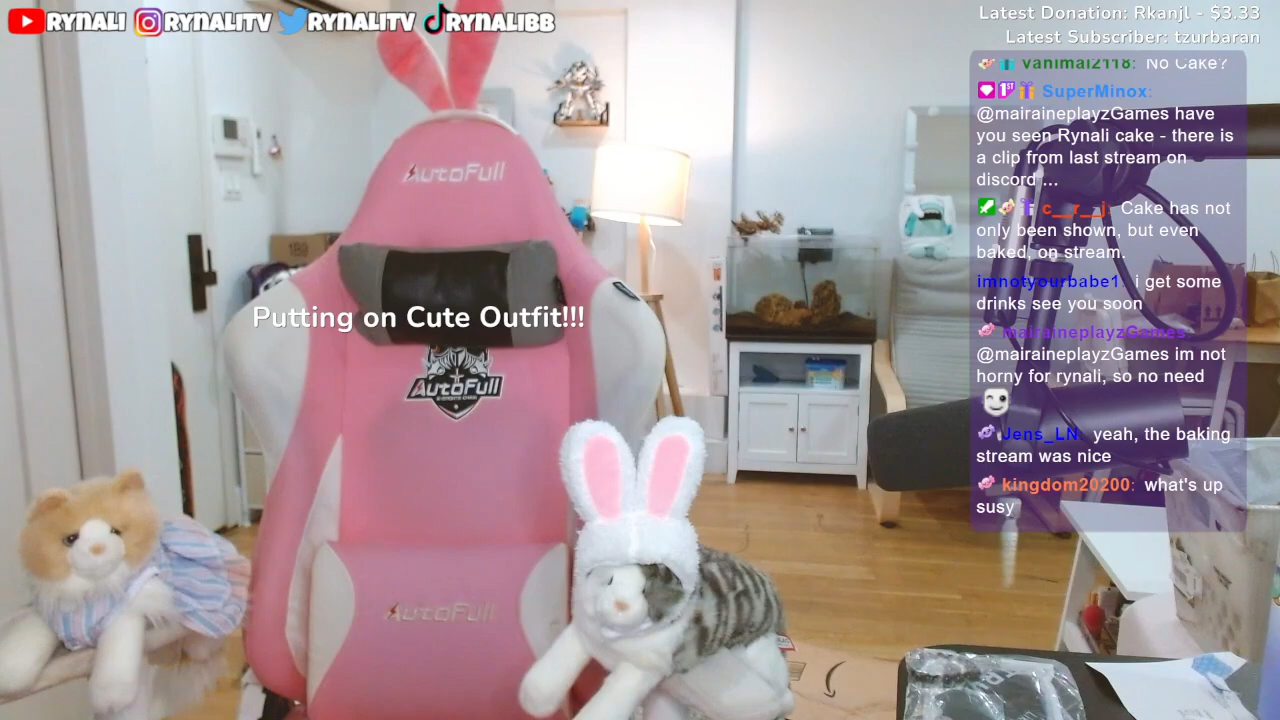 RYNALI RYNALITV RYNALITV RYNALIBB
Latest Donation: Rkanjl - $3.33
Latest Subscriber: tzurbaran
vanimal2118: No Cake?
1ST SuperMinox:
@mairaineplayzGames have
you seen Rynali cake - there is
a clip from last stream on
discord ...
c__r__j: Cake has not
only been shown, but even
baked, on stream.
imnotyourbabe1: i get some
drinks see you soon
mairaineplayzGames:
@mairaineplayzGames im not
horny for rynali, so no need
Jens_LN: yeah, the baking
stream was nice
kingdom20200: what's up
susy
AutoFull
Putting on Cute Outfit!!!
AutoFull
AutoFull